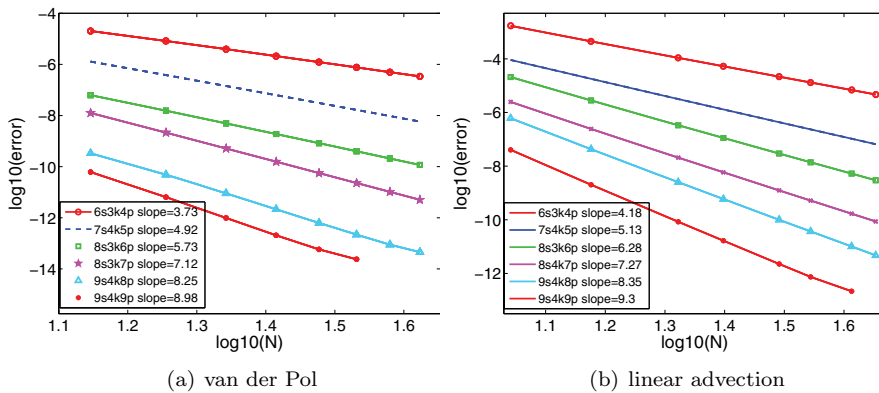 −4
−6
−8
−10
−12
−14
log10(error)
6s3k4p slope=3.73
7s4k5p slope=4.92
8s3k6p slope=5.73
8s3k7p slope=7.12
9s4k8p slope=8.25
9s4k9p slope=8.98
1.1 1.2 1.3 1.4 1.5 1.6
log10(N)
(a) van der Pol
−4
−6
−8
−10
−12
log10(error)
6s3k4p slope=4.18
7s4k5p slope=5.13
8s3k6p slope=6.28
8s4k7p slope=7.27
9s4k8p slope=8.35
9s4k9p slope=9.3
1.1 1.2 1.3 1.4 1.5 1.6
log10(N)
(b) linear advection